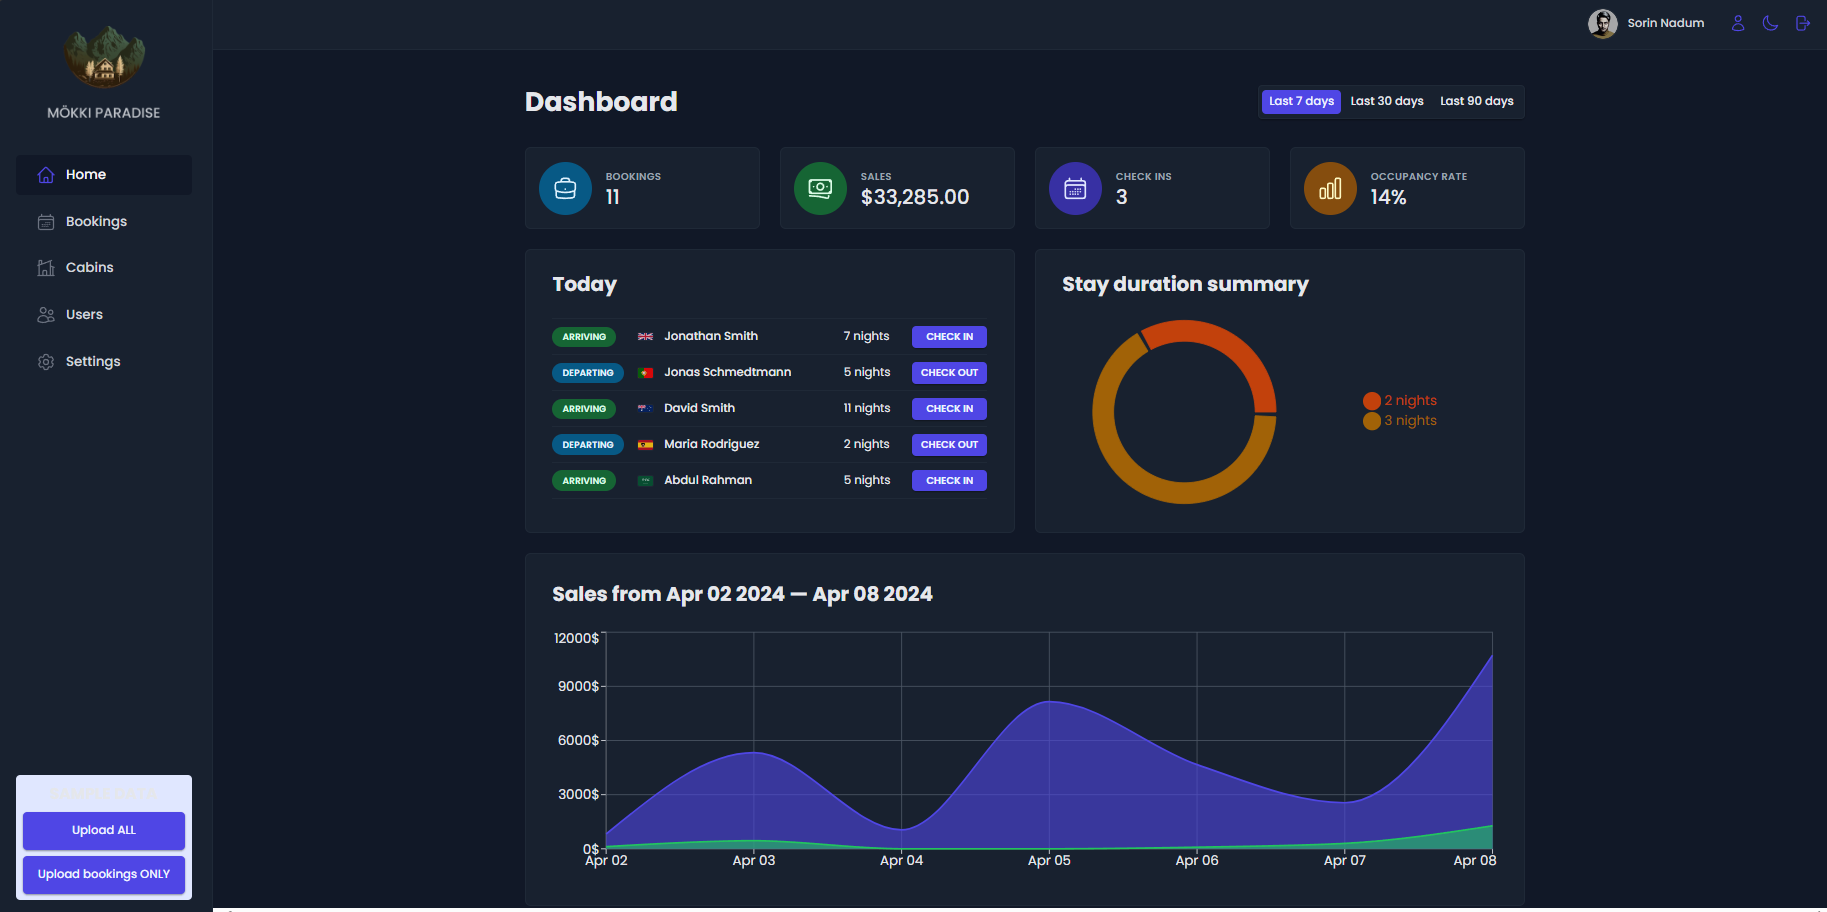 Sorin Nadum
MÖKKI PARADISE
Home
Bookings
Cabins
Users
Settings
Upload ALL
Upload bookings ONLY
Dashboard
Last 7 days Last 30 days Last 90 days
BOOKINGS
11
SALES
$33,285.00
CHECK INS
3
OCCUPANCY RATE
14%
Today
ARRIVING Jonathan Smith 7 nights CHECK IN
DEPARTING Jonas Schmedtmann 5 nights CHECK OUT
ARRIVING David Smith 11 nights CHECK IN
DEPARTING Maria Rodriguez 2 nights CHECK OUT
ARRIVING Abdul Rahman 5 nights CHECK IN
Stay duration summary
2 nights
3 nights
Sales from Apr 02 2024 — Apr 08 2024
12000$
9000$
6000$
3000$
0$
Apr 02 Apr 03 Apr 04 Apr 05 Apr 06 Apr 07 Apr 08